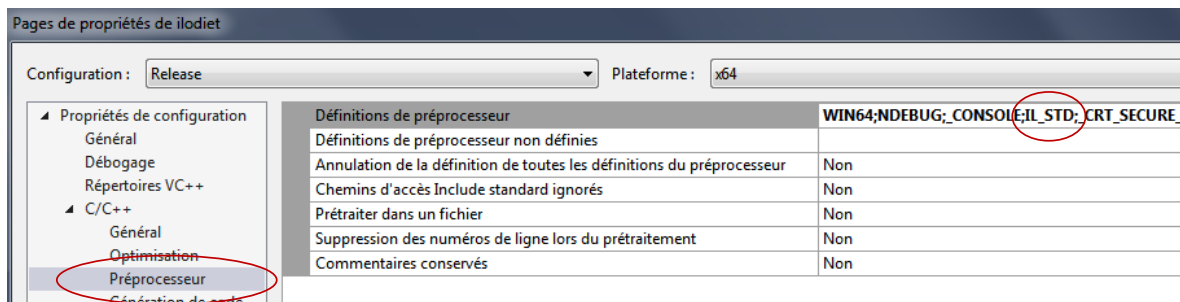 Pages de propriétés de ilodiet
Configuration : Release Plateforme : x64
Propriétés de configuration
Général
Débogage
Répertoires VC++
C/C++
Général
Optimisation
Préprocesseur
Génération de code
Définitions de préprocesseur WIN64;NDEBUG;_CONSOLE;IL_STD;_CRT_SECURE_
Définitions de préprocesseur non définies
Annulation de la définition de toutes les définitions du préprocesseur Non
Chemins d'accès Include standard ignorés Non
Prétraiter dans un fichier Non
Suppression des numéros de ligne lors du prétraitement Non
Commentaires conservés Non